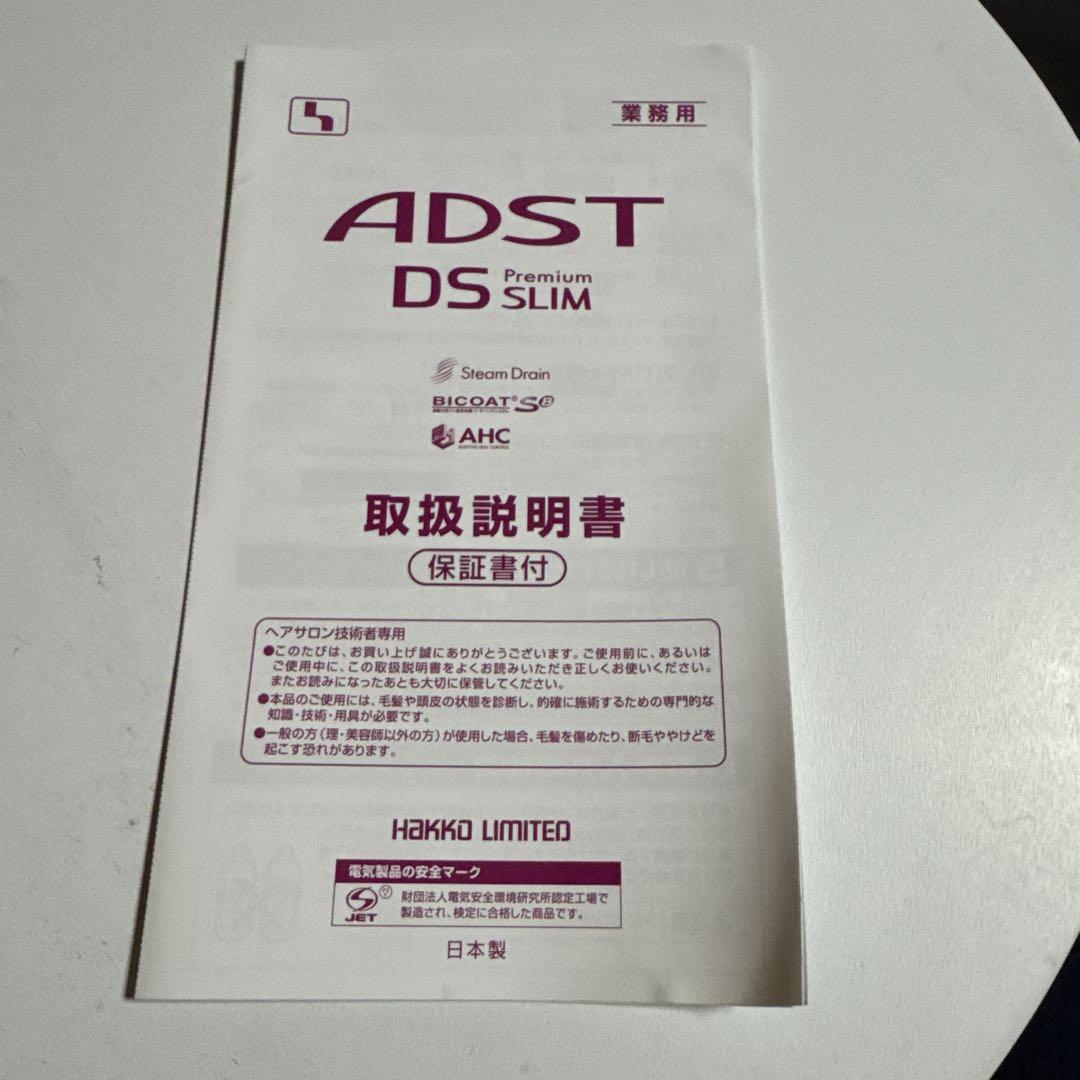 業務用
ADST
DS Premium SLIM
Steam Drain
BICOAT® S
AHC
取扱説明書
保証書付
ヘアサロン技術者専用
●このたびは、お買い上げ誠にありがとうございます。ご使用前に、あるいは
ご使用中に、この取扱説明書をよくお読みいただき正しくお使いください。
またお読みになったあとも大切に保管してください。
●本品のご使用には、毛髪や頭皮の状態を診断し、的確に施術するための専門的な
知識・技術・用具が必要です。
●一般の方(理・美容師以外の方)が使用した場合、毛髪を傷めたり、断毛ややけどを
起こす恐れがあります。
HaKKO LIMITED
電気製品の安全マーク
JET
財団法人電気安全環境研究所認定工場で
製造され、検定に合格した商品です。
日本製